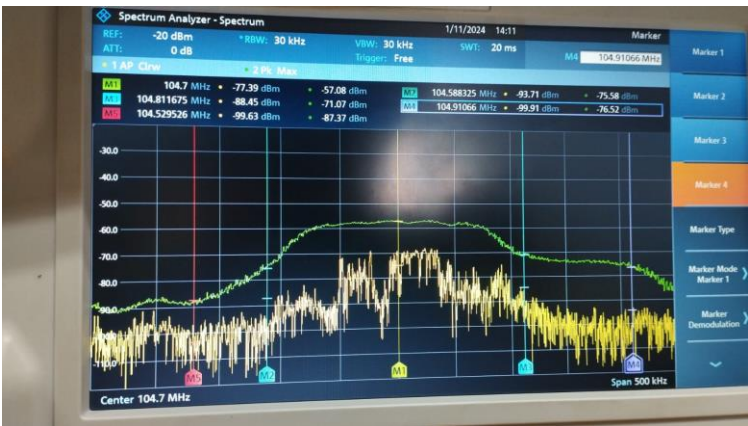 Spectrum Analyzer - Spectrum
1/11/2024 14:11
Marker
REF: -20 dBm *RBW: 30 kHz VBW: 30 kHz SWT: 20 ms
ATT: 0 dB Trigger: Free M4 104.91066 MHz
1 AP Clrw 2 Pk Max
M1 104.7 MHz -77.39 dBm -57.08 dBm M2 104.588325 MHz -93.71 dBm -75.58 dBm
M3 104.811675 MHz -88.45 dBm -71.07 dBm M4 104.91066 MHz -99.91 dBm -76.52 dBm
M5 104.529526 MHz -99.63 dBm -87.37 dBm
-30.0
-40.0
-50.0
-60.0
-70.0
-80.0
M5 M2 M1 M3 M4
Center 104.7 MHz
Span 500 kHz
Marker 1
Marker 2
Marker 3
Marker 4
Marker Type
Marker Mode
Marker 1
Marker
Demodulation